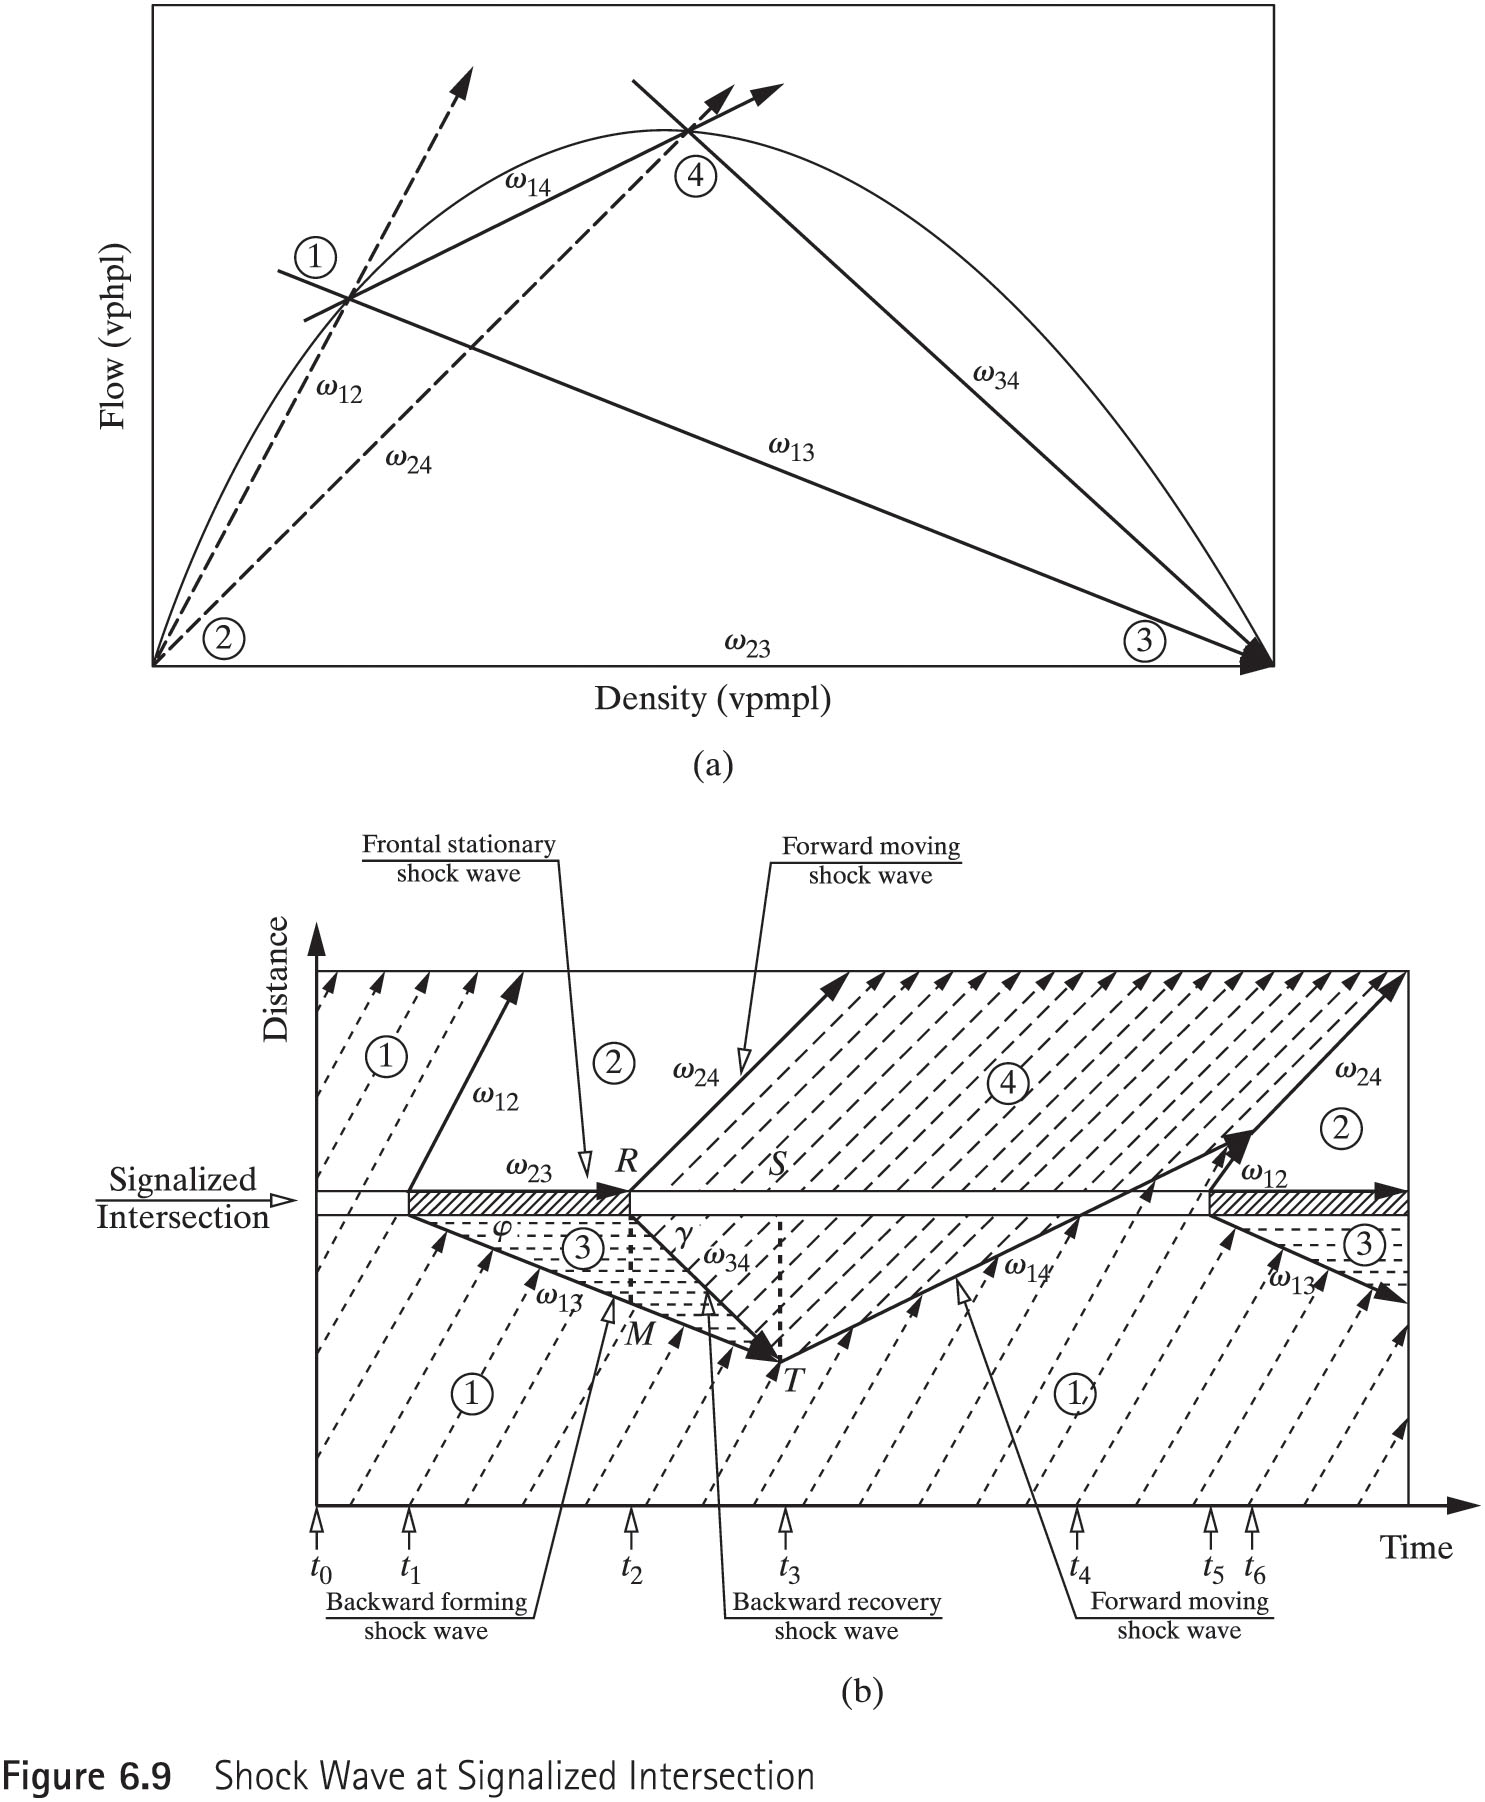 ω14
4
1
Flow (vphpl)
ω12
ω34
ω24
ω13
2
ω23
3
Density (vpmpl)
(a)
Frontal stationary
shock wave
Forward moving
shock wave
Distance
1
2
ω24
4
ω24
ω12
2
Signalized
Intersection
ω23
R
S
ω12
φ
3
γ
ω34
3
ω13
M
ω14
ω13
T
1
1
t0
t1
t2
t3
t4
t5
t6
Time
Backward forming
shock wave
Backward recovery
shock wave
Forward moving
shock wave
(b)
Figure 6.9 Shock Wave at Signalized Intersection